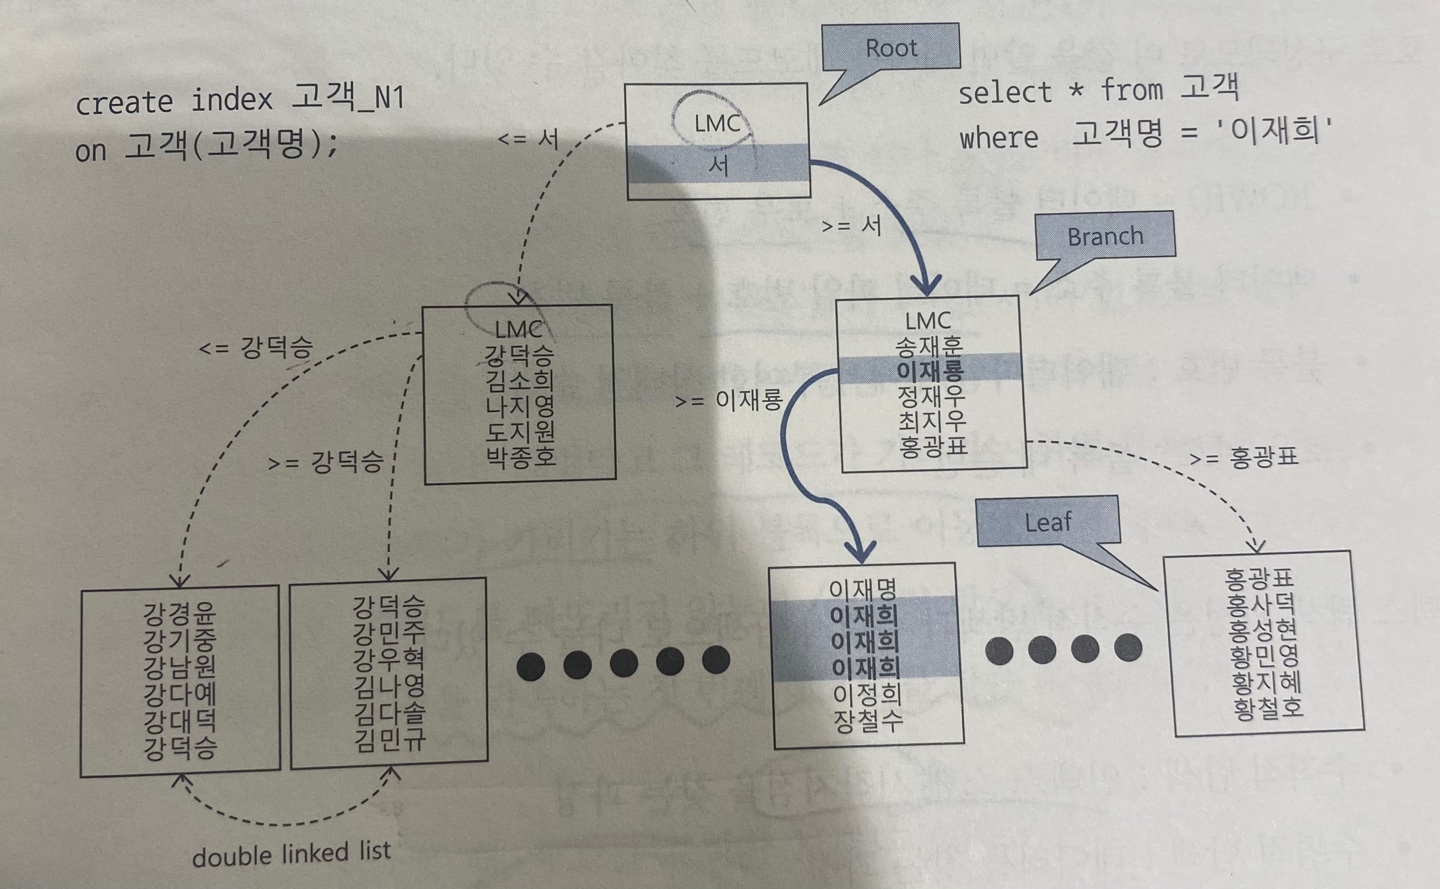 create index 고객_N1
on 고객(고객명);
Root
select * from 고객
where 고객명 = '이재희'
LMC
서
<= 서
>= 서
Branch
LMC
강덕승
김소희
나지영
도지원
박종호
<= 강덕승
>= 강덕승
LMC
송재훈
이재룡
정재우
최지우
홍광표
>= 이재룡
>= 홍광표
Leaf
강경윤
강기중
강남원
강다예
강대덕
강덕승
강덕승
강민주
강우혁
김나영
김다솔
김민규
이재명
이재희
이재희
이재희
이정희
장철수
홍광표
홍사덕
홍성현
황민영
황지혜
황철호
double linked list